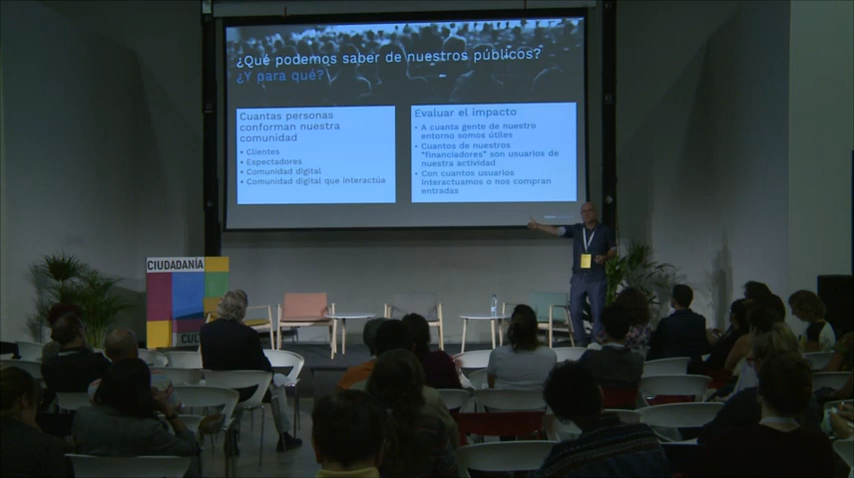 ¿Qué podemos saber de nuestros públicos?
¿Y para qué?
Cuantas personas
conforman nuestra
comunidad
• Clientes
• Espectadores
• Comunidad digital
• Comunidad digital que interactúa
Evaluar el impacto
• A cuanta gente de nuestro
entorno somos útiles
• Cuantos de nuestros
"financiadores" son usuarios de
nuestra actividad
• Con cuantos usuarios
interactuamos o nos compran
entradas
CIUDADANÍA
CUL